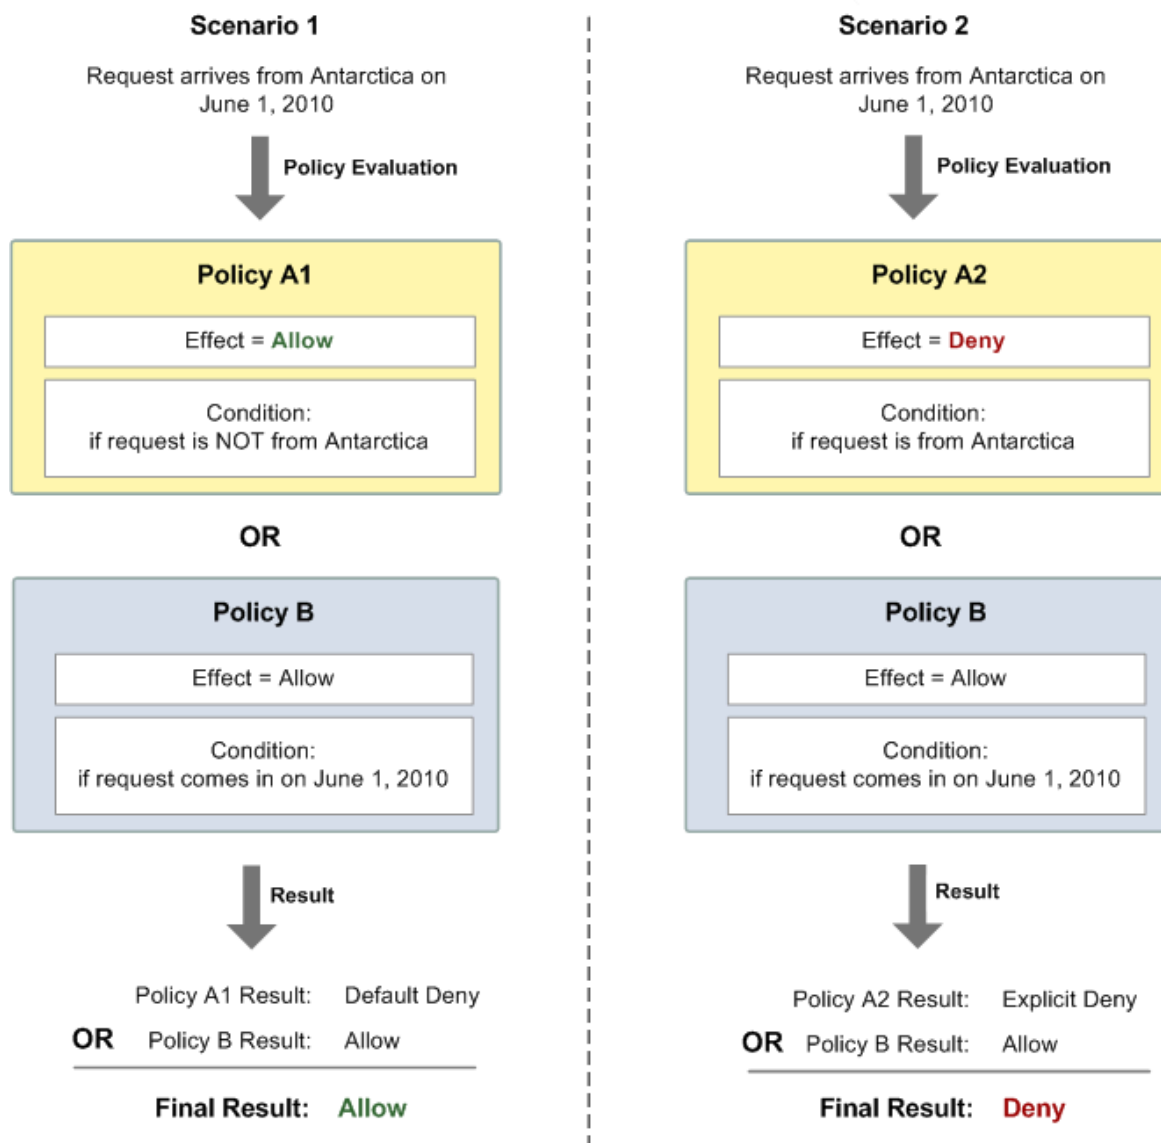 Scenario 1
Request arrives from Antarctica on
June 1, 2010
Policy Evaluation
Policy A1
Effect = Allow
Condition:
if request is NOT from Antarctica
OR
Policy B
Effect = Allow
Condition:
if request comes in on June 1, 2010
Result
Policy A1 Result: Default Deny
OR Policy B Result: Allow
Final Result: Allow
Scenario 2
Request arrives from Antarctica on
June 1, 2010
Policy Evaluation
Policy A2
Effect = Deny
Condition:
if request is from Antarctica
OR
Policy B
Effect = Allow
Condition:
if request comes in on June 1, 2010
Result
Policy A2 Result: Explicit Deny
OR Policy B Result: Allow
Final Result: Deny